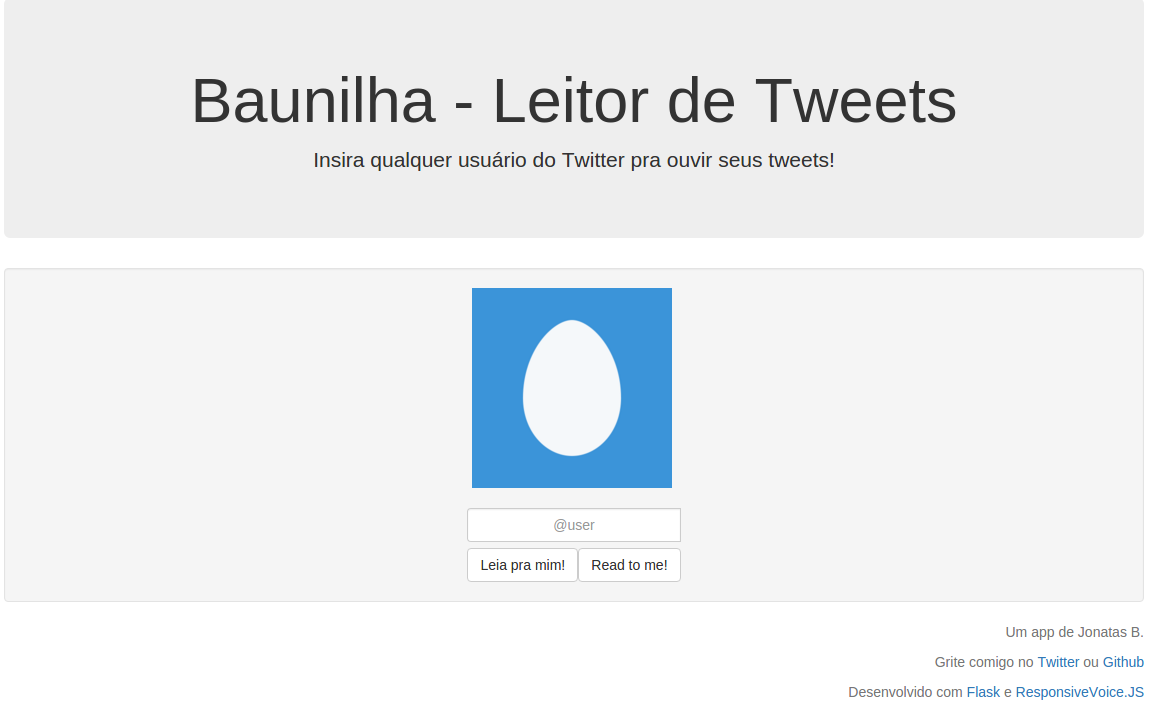 Baunilha - Leitor de Tweets
Insira qualquer usuário do Twitter pra ouvir seus tweets!
@user
Leia pra mim! Read to me!
Um app de Jonatas B.
Grite comigo no Twitter ou Github
Desenvolvido com Flask e ResponsiveVoice.JS